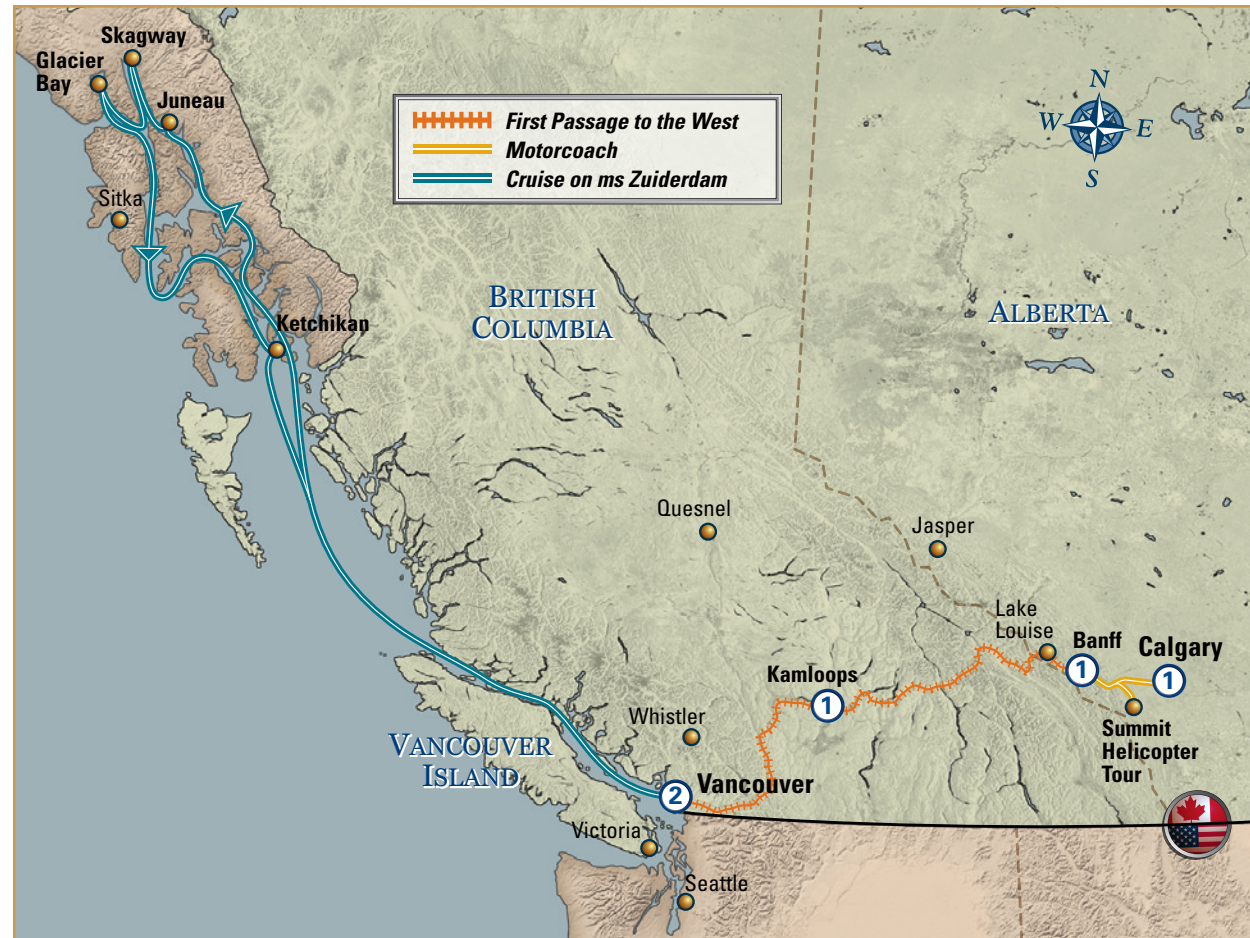 Skagway
Glacier
Bay
Juneau
Sitka
Ketchikan
First Passage to the West
Motorcoach
Cruise on ms Zuiderdam
N
W
E
S
BRITISH
COLUMBIA
ALBERTA
Quesnel
Jasper
Lake
Louise
Banff
1
Calgary
1
Kamloops
1
Summit
Helicopter
Tour
Whistler
VANCOUVER
ISLAND
2
Vancouver
Victoria
Seattle